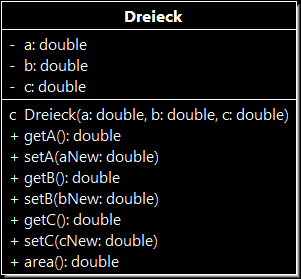 Dreieck
- a: double
- b: double
- c: double
c Dreieck(a: double, b: double, c: double)
+ getA(): double
+ setA(aNew: double)
+ getB(): double
+ setB(bNew: double)
+ getC(): double
+ setC(cNew: double)
+ area(): double